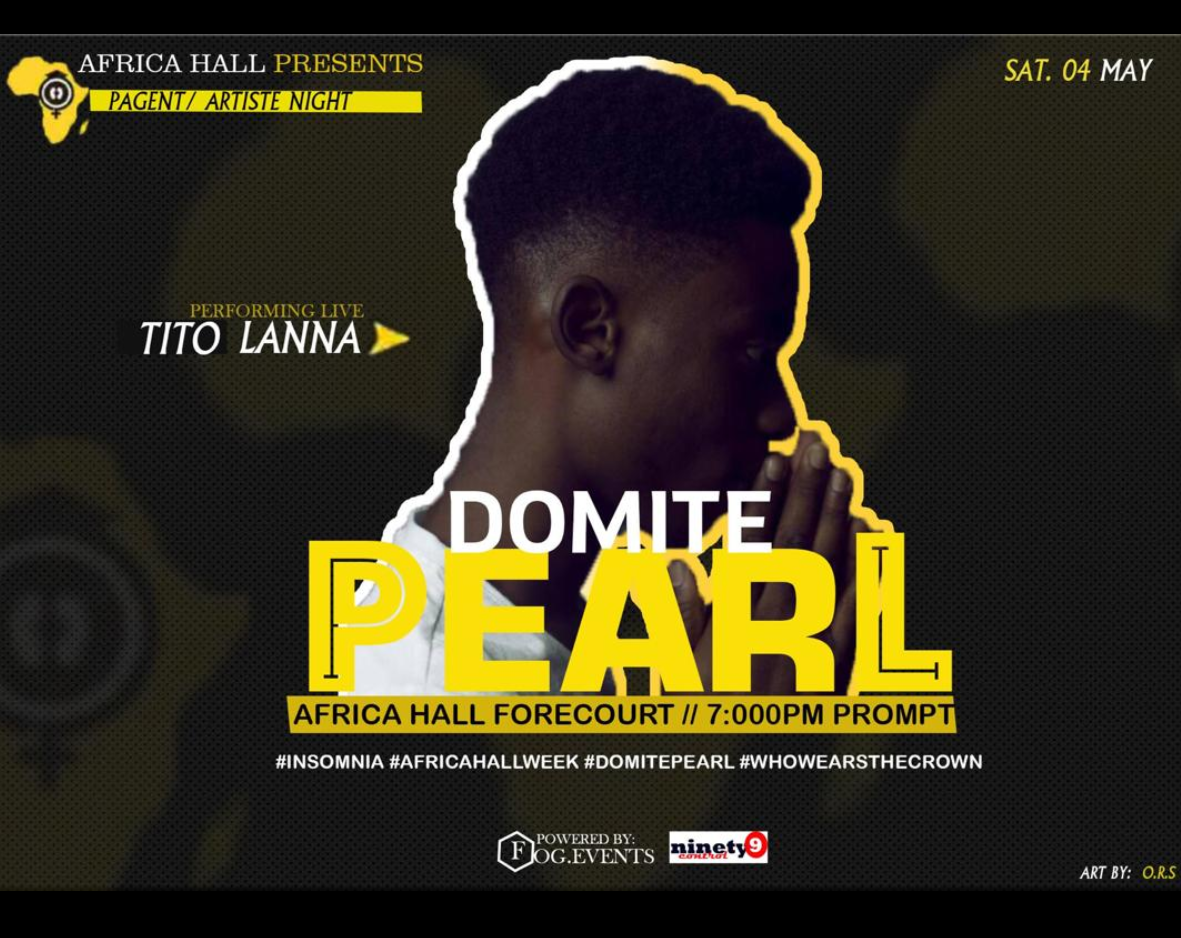 AFRICA HALL PRESENTS
PAGENT/ ARTISTE NIGHT
SAT. 04 MAY
PERFORMING LIVE
TITO LANNA
DOMITE
PEARL
AFRICA HALL FORECOURT // 7:000PM PROMPT
#INSOMNIA #AFRICAHALLWEEK #DOMITEPEARL #WHOWEARSTHECROWN
POWERED BY:
FOG.EVENTS
ninety9
control
ART BY: O.R.S